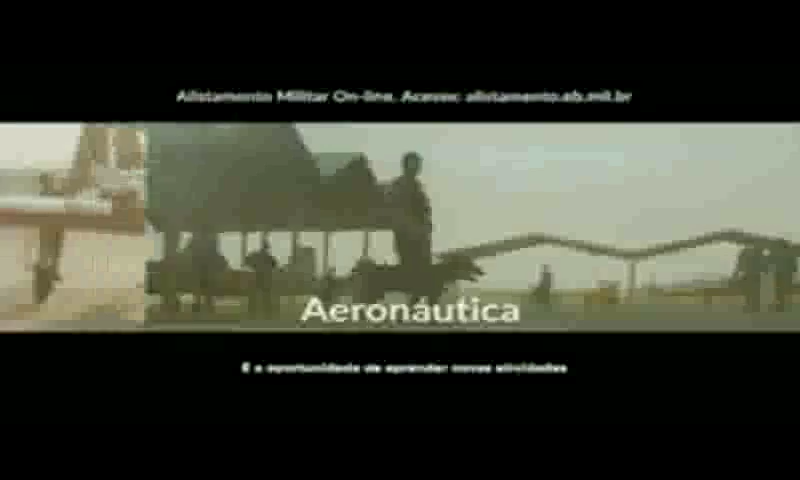 Alistamento Militar On-line. Acesse: alistamento.eb.mil.br
Aeronáutica
E a oportunidade de aprender novas atividades